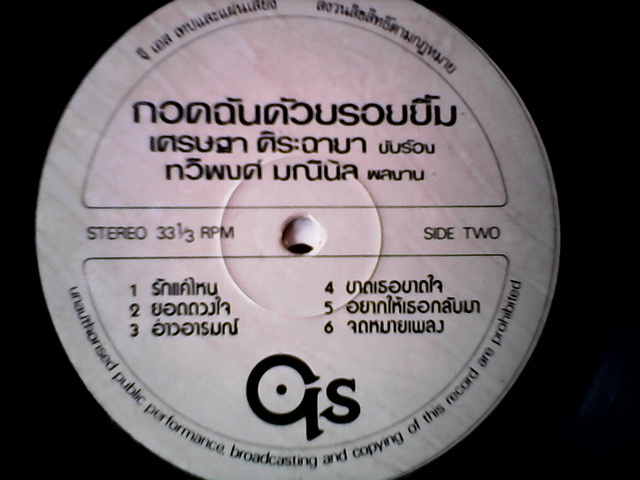 จี เอส เทปและแผ่นเสียง สงวนลิขสิทธิ์ตามกฎหมาย
กอดฉันด้วยรอยยิ้ม
เศรษฐา ศิระฉายา ขับร้อง
ทวีพงศ์ มณีนิล ผลงาน
STEREO 33 1/3 RPM SIDE TWO
1 รักแค่ไหน
2 ยอดดวงใจ
3 อ่าวอารมณ์
4 ขาดเธอขาดใจ
5 อยากให้เธอกลับมา
6 จดหมายเพลง
unauthorised public performance, broadcasting and copying of this record are prohibited